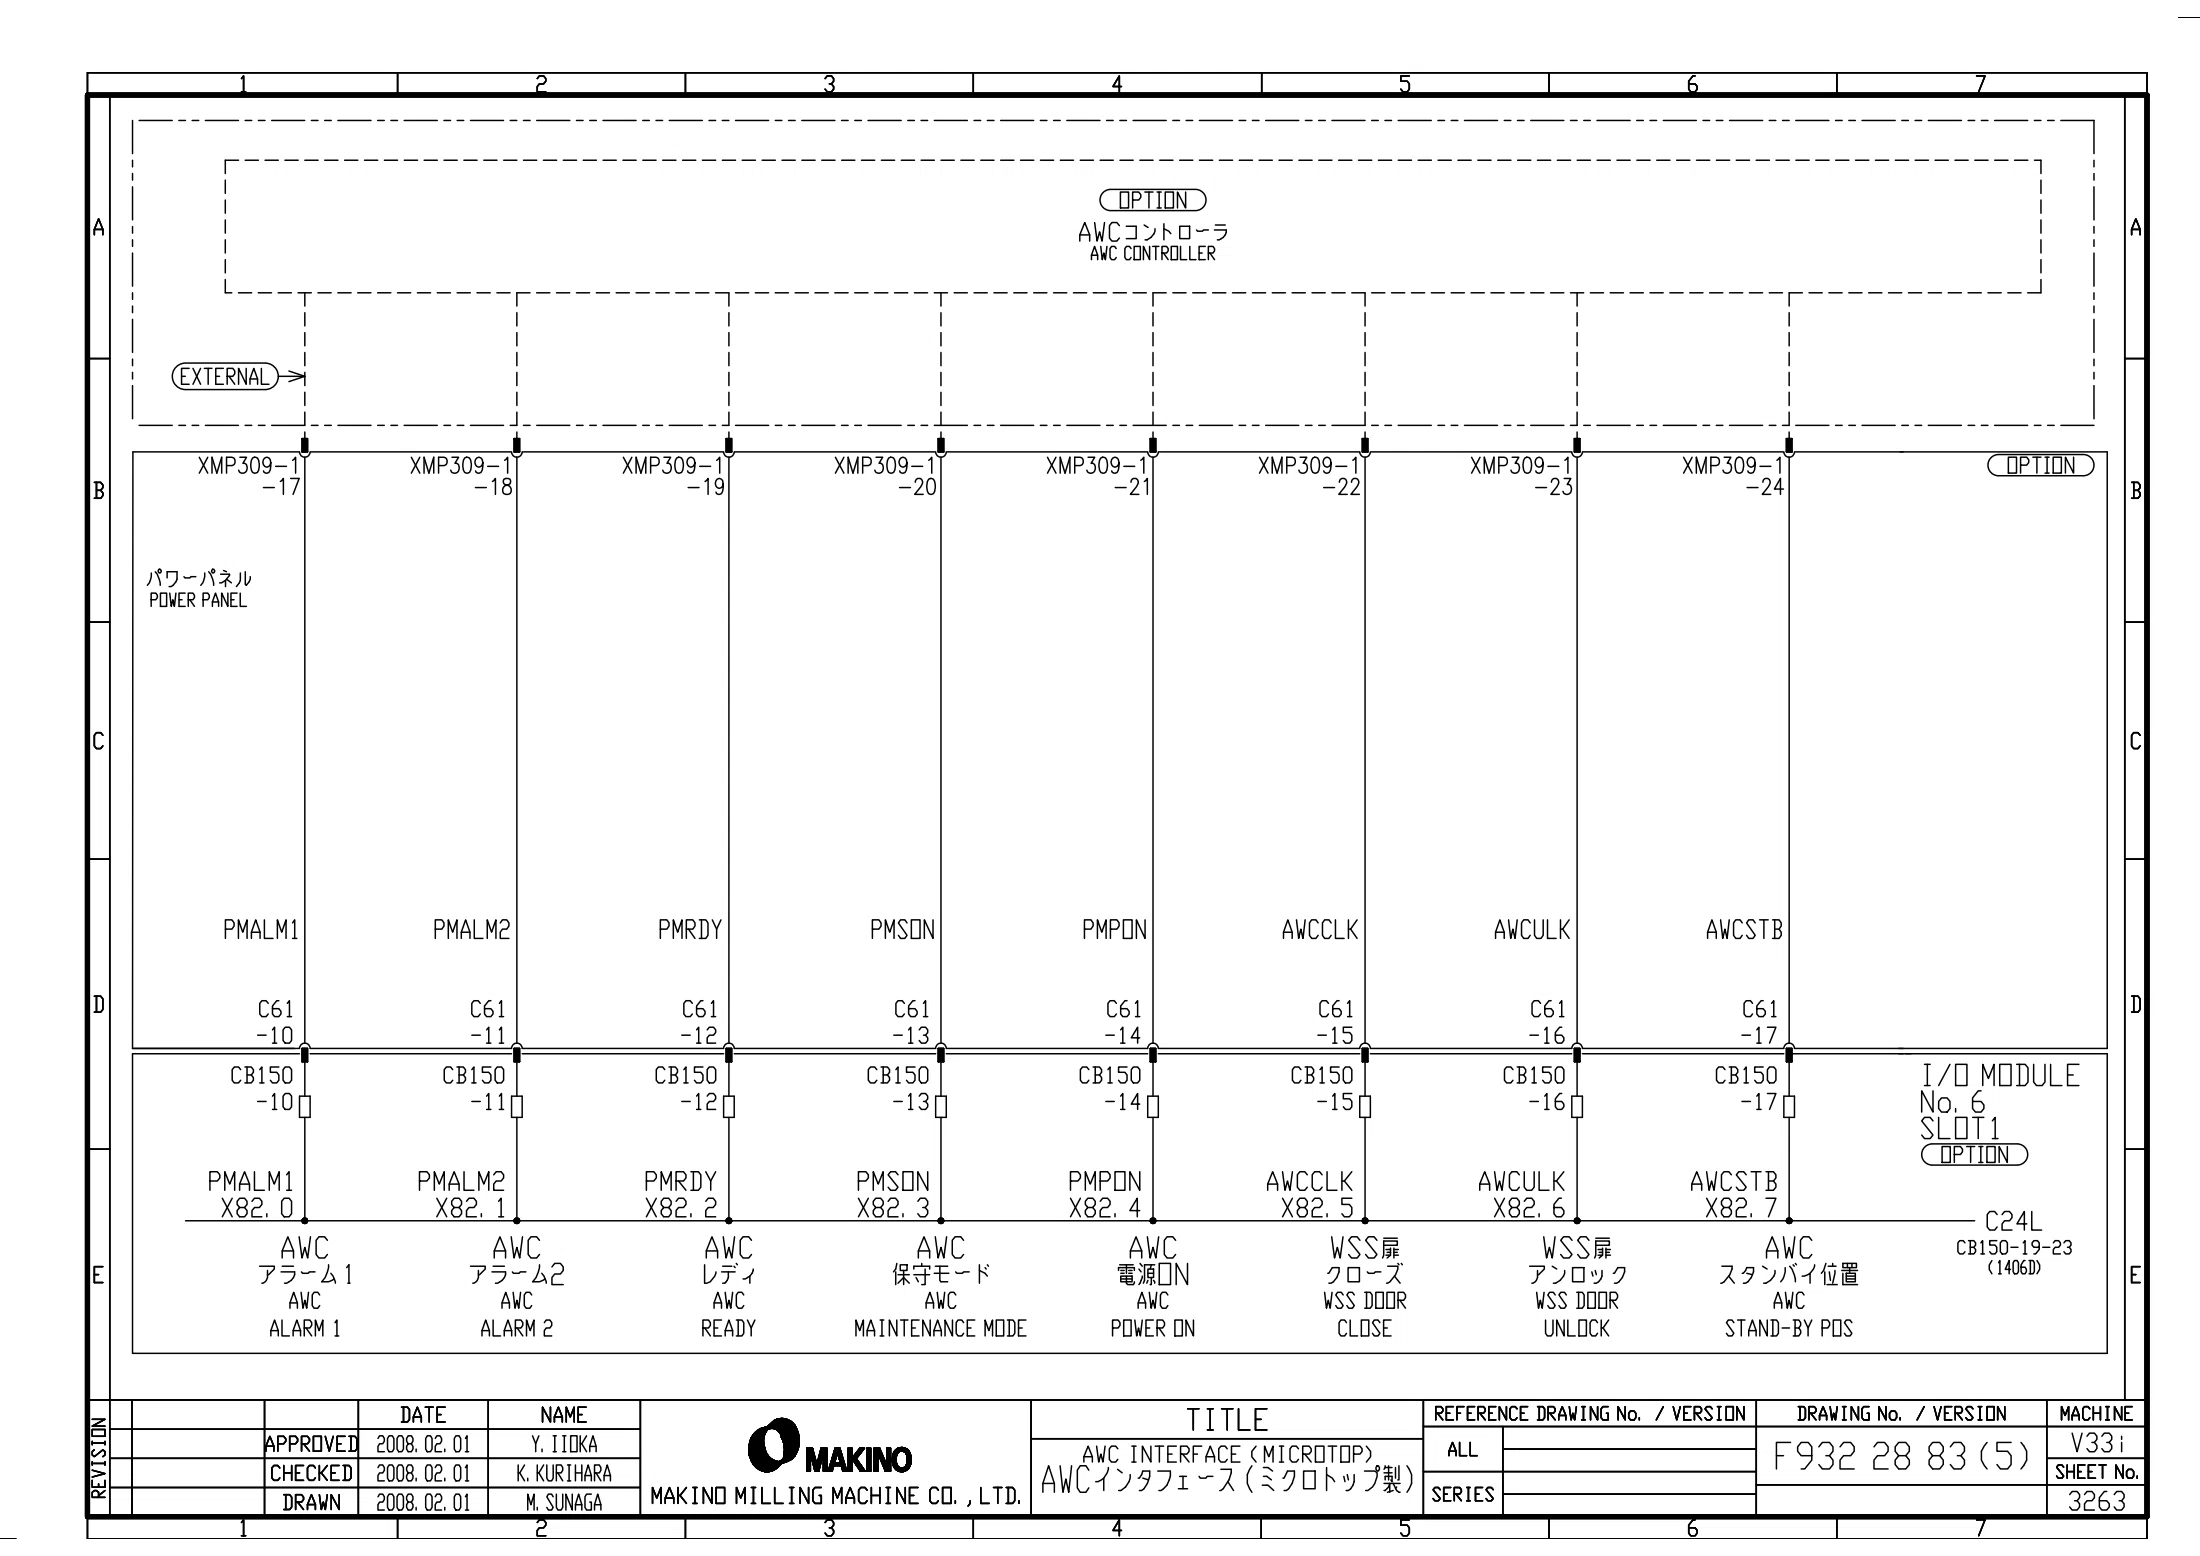 1 2 3 4 5 6 7
OPTION
A AWCコントローラ A
AWC CONTROLLER
EXTERNAL
XMP309-1 XMP309-1 XMP309-1 XMP309-1 XMP309-1 XMP309-1 XMP309-1 XMP309-1 OPTION
B -17 -18 -19 -20 -21 -22 -23 -24 B
パワーパネル
POWER PANEL
C C
PMALM1 PMALM2 PMRDY PMSON PMPON AWCCLK AWCULK AWCSTB
D C61 C61 C61 C61 C61 C61 C61 C61 D
-10 -11 -12 -13 -14 -15 -16 -17
CB150 CB150 CB150 CB150 CB150 CB150 CB150 CB150 I/O MODULE
-10 -11 -12 -13 -14 -15 -16 -17 No. 6
SLOT1
OPTION
PMALM1 PMALM2 PMRDY PMSON PMPON AWCCLK AWCULK AWCSTB
X82.0 X82.1 X82.2 X82.3 X82.4 X82.5 X82.6 X82.7 C24L
AWC AWC AWC AWC AWC WSS扉 WSS扉 AWC CB150-19-23
E アラーム1 アラーム2 レディ 保守モード 電源ON クローズ アンロック スタンバイ位置 (1406D) E
AWC AWC AWC AWC AWC WSS DOOR WSS DOOR AWC
ALARM 1 ALARM 2 READY MAINTENANCE MODE POWER ON CLOSE UNLOCK STAND-BY POS
REVISION
DATE NAME
APPROVED 2008.02.01 Y. IIOKA
CHECKED 2008.02.01 K. KURIHARA
DRAWN 2008.02.01 M. SUNAGA
MAKINO
MAKINO MILLING MACHINE CO., LTD.
TITLE
AWC INTERFACE (MICROTOP)
AWCインタフェース(ミクロトップ製)
REFERENCE DRAWING No. / VERSION
ALL
SERIES
DRAWING No. / VERSION
F932 28 83 (5)
MACHINE
V33i
SHEET No.
3263
1 2 3 4 5 6 7